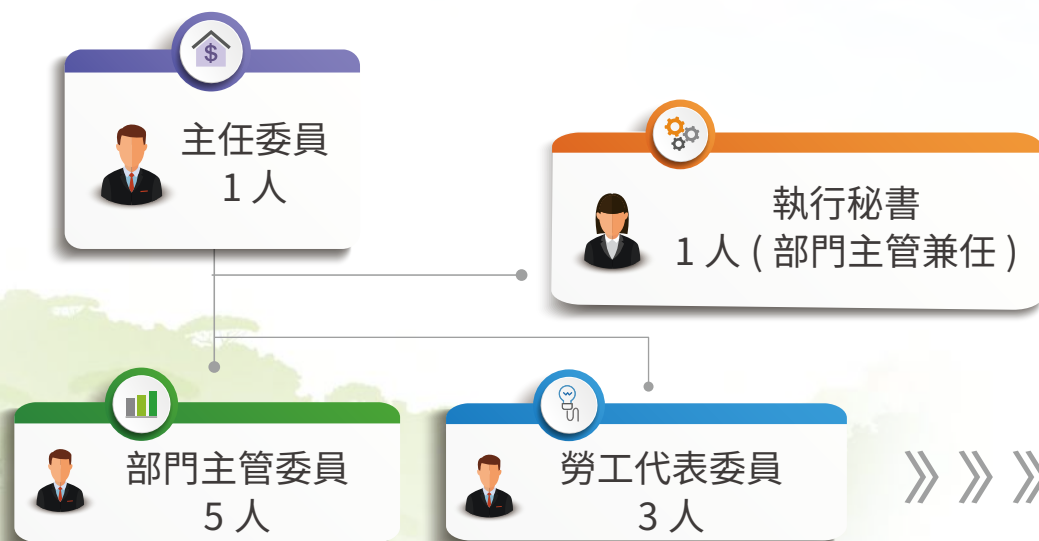 $
主任委員
1 人
執行秘書
1 人 ( 部門主管兼任 )
部門主管委員
5 人
勞工代表委員
3 人